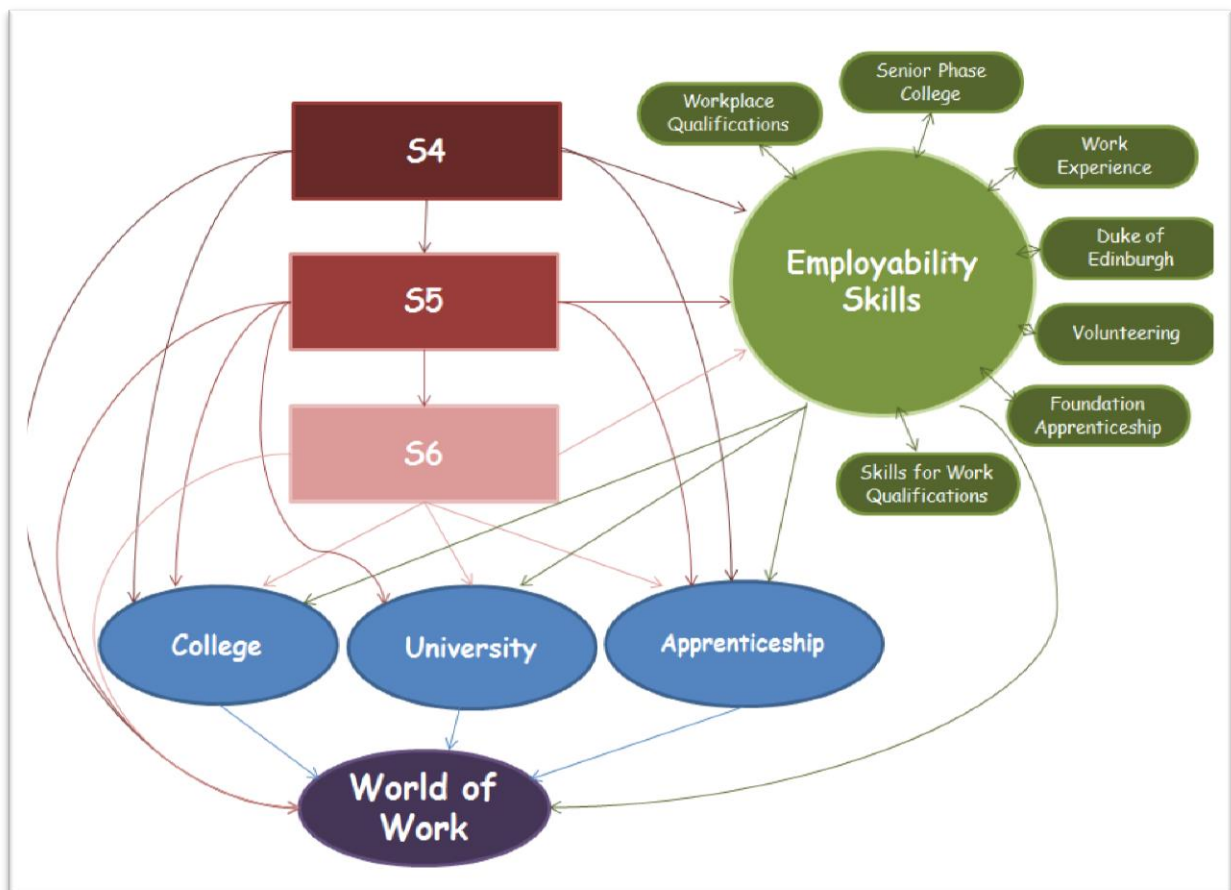 Senior Phase
College
Workplace
Qualifications
S4
Work
Experience
Duke of
Edinburgh
Employability
Skills
S5
Volunteering
Foundation
Apprenticeship
S6
Skills for Work
Qualifications
College
University
Apprenticeship
World of
Work